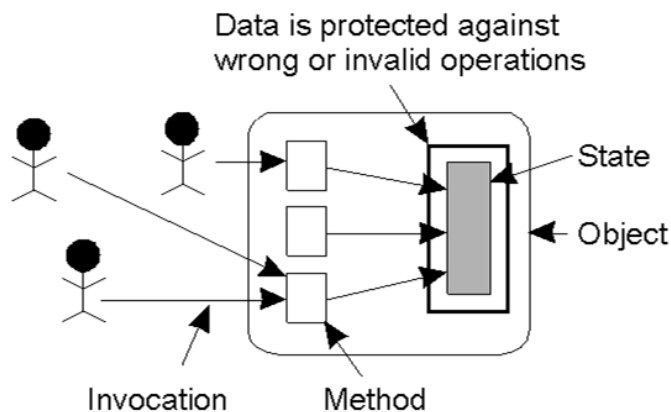 Data is protected against
wrong or invalid operations
State
Object
Invocation
Method